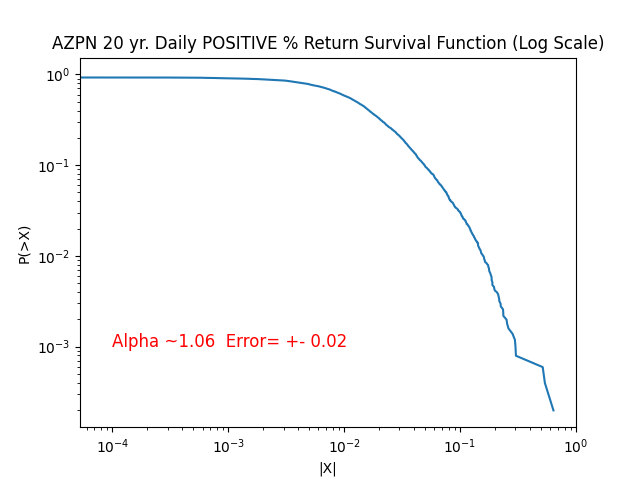 AZPN 20 yr. Daily POSITIVE % Return Survival Function (Log Scale)
10⁰
10⁻¹
10⁻²
10⁻³
P(>X)
Alpha ~1.06  Error= +- 0.02
10⁻⁴ 10⁻³ 10⁻² 10⁻¹ 10⁰
|X|